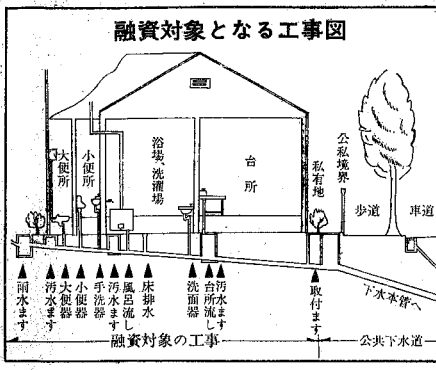 融資対象となる工事図
大便所
小便所
浴場、洗濯場
台所
私有地
公私境界
歩道
車道
雨水ます
汚水ます
大便器
小便器
手洗器
汚水ます
風呂流し
床排水
洗面器
台所流し
汚水ます
取付ます
下水本管へ
融資対象の工事
公共下水道